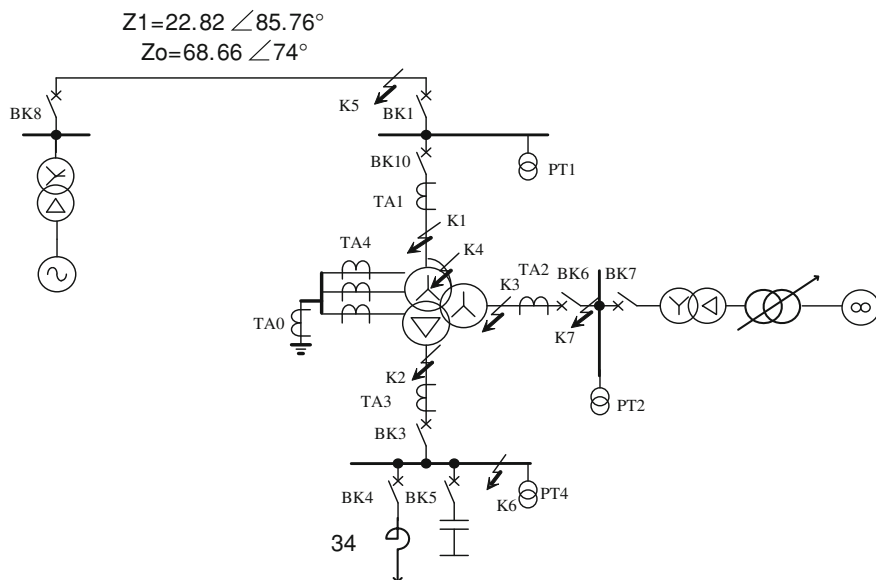 Z1=22.82 ∠85.76°
Zo=68.66 ∠74°
BK8
K5
BK1
BK10
PT1
TA1
K1
TA4
K4
K3
TA2
BK6
BK7
TA0
K7
K2
TA3
PT2
BK3
BK4
BK5
K6
PT4
34